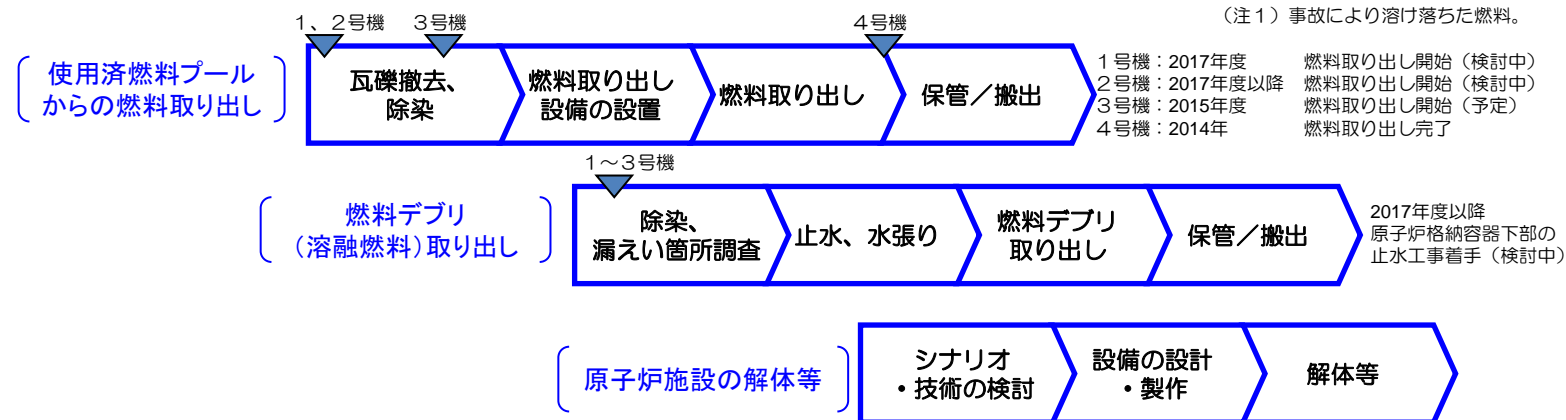 （注１）事故により溶け落ちた燃料。
１、２号機
３号機
４号機
使用済燃料プール
からの燃料取り出し
瓦礫撤去、
除染
燃料取り出し
設備の設置
燃料取り出し
保管／搬出
１号機：2017年度 燃料取り出し開始（検討中）
２号機：2017年度以降 燃料取り出し開始（検討中）
３号機：2015年度 燃料取り出し開始（予定）
４号機：2014年 燃料取り出し完了
１～３号機
燃料デブリ
（溶融燃料）取り出し
除染、
漏えい箇所調査
止水、水張り
燃料デブリ
取り出し
保管／搬出
2017年度以降
原子炉格納容器下部の
止水工事着手（検討中）
原子炉施設の解体等
シナリオ
・技術の検討
設備の設計
・製作
解体等